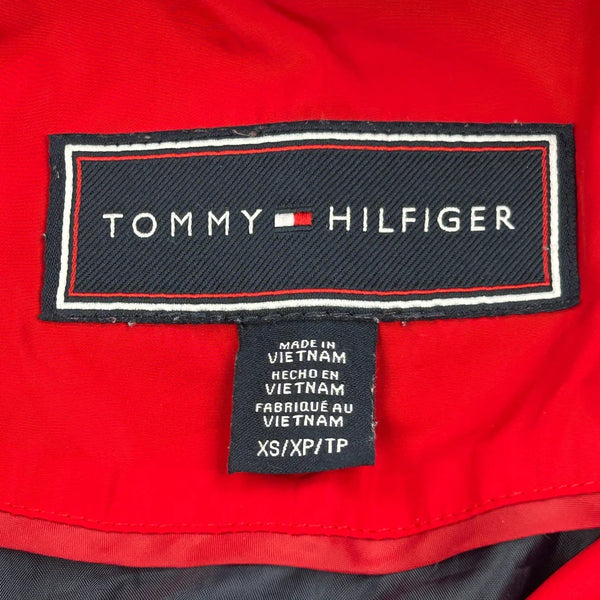 TOMMY HILFIGER
MADE IN
VIETNAM
HECHO EN
VIETNAM
FABRIQUÉ AU
VIETNAM
XS/XP/TP